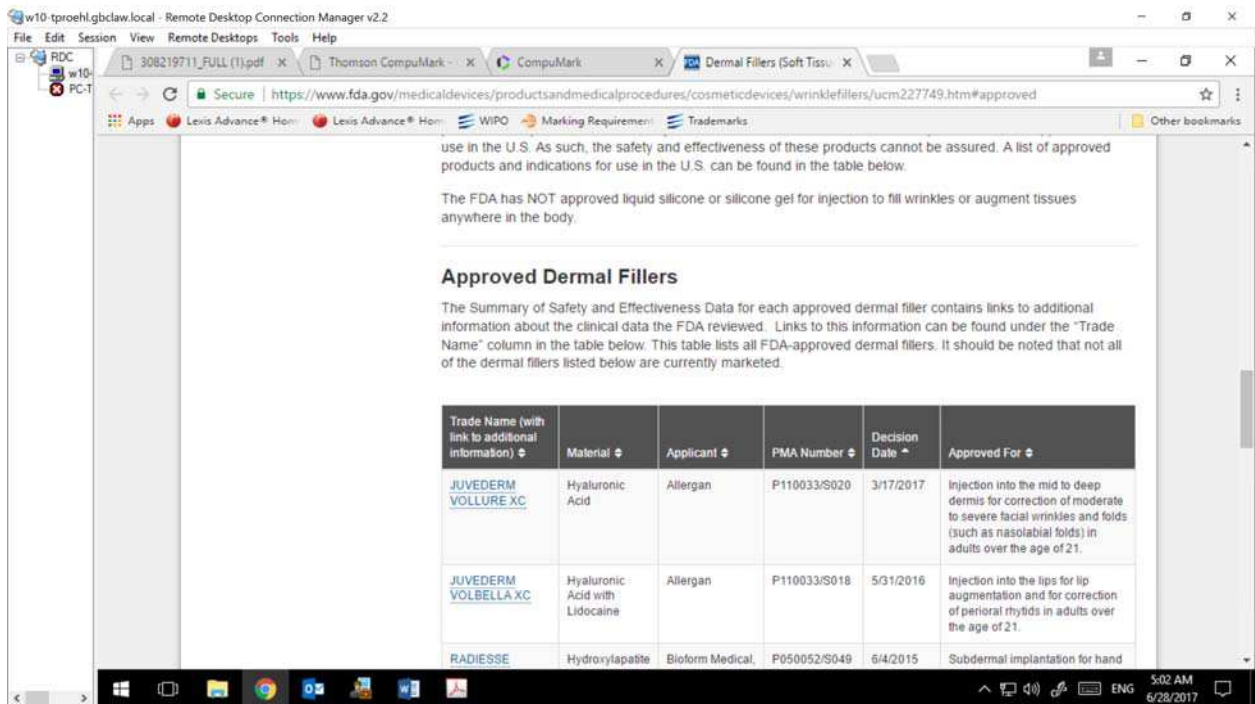 w10-tproehl.gbclaw.local - Remote Desktop Connection Manager v2.2
File Edit Session View Remote Desktops Tools Help
RDC
w10-
PC-T
308219711_FULL (1).pdf
Thomson CompuMark -
CompuMark
FDA Dermal Fillers (Soft Tissu
Secure | https://www.fda.gov/medicaldevices/productsandmedicalprocedures/cosmeticdevices/wrinklefillers/ucm227749.htm#approved
Apps Lexis Advance® Hom Lexis Advance® Hom WIPO Marking Requiremen Trademarks Other bookmarks
use in the U.S. As such, the safety and effectiveness of these products cannot be assured. A list of approved
products and indications for use in the U.S. can be found in the table below.
The FDA has NOT approved liquid silicone or silicone gel for injection to fill wrinkles or augment tissues
anywhere in the body.
Approved Dermal Fillers
The Summary of Safety and Effectiveness Data for each approved dermal filler contains links to additional
information about the clinical data the FDA reviewed. Links to this information can be found under the "Trade
Name" column in the table below. This table lists all FDA-approved dermal fillers. It should be noted that not all
of the dermal fillers listed below are currently marketed.
Trade Name (with
link to additional
information)
Material
Applicant
PMA Number
Decision
Date
Approved For
JUVEDERM
VOLLURE XC
Hyaluronic
Acid
Allergan
P110033/S020
3/17/2017
Injection into the mid to deep
dermis for correction of moderate
to severe facial wrinkles and folds
(such as nasolabial folds) in
adults over the age of 21.
JUVEDERM
VOLBELLA XC
Hyaluronic
Acid with
Lidocaine
Allergan
P110033/S018
5/31/2016
Injection into the lips for lip
augmentation and for correction
of perioral rhytids in adults over
the age of 21.
RADIESSE
Hydroxylapatite
Bioform Medical,
P050052/S049
6/4/2015
Subdermal implantation for hand
ENG
5:02 AM
6/28/2017